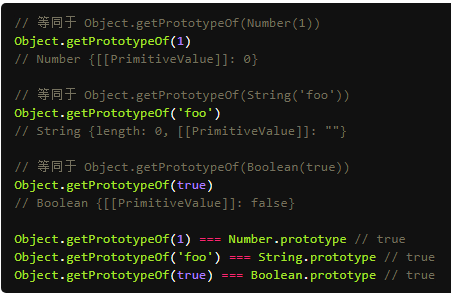 // 等同于 Object.getPrototypeOf(Number(1))
Object.getPrototypeOf(1)
// Number {[[PrimitiveValue]]: 0}
// 等同于 Object.getPrototypeOf(String('foo'))
Object.getPrototypeOf('foo')
// String {length: 0, [[PrimitiveValue]]: ""}
// 等同于 Object.getPrototypeOf(Boolean(true))
Object.getPrototypeOf(true)
// Boolean {[[PrimitiveValue]]: false}
Object.getPrototypeOf(1) === Number.prototype // true
Object.getPrototypeOf('foo') === String.prototype // true
Object.getPrototypeOf(true) === Boolean.prototype // true